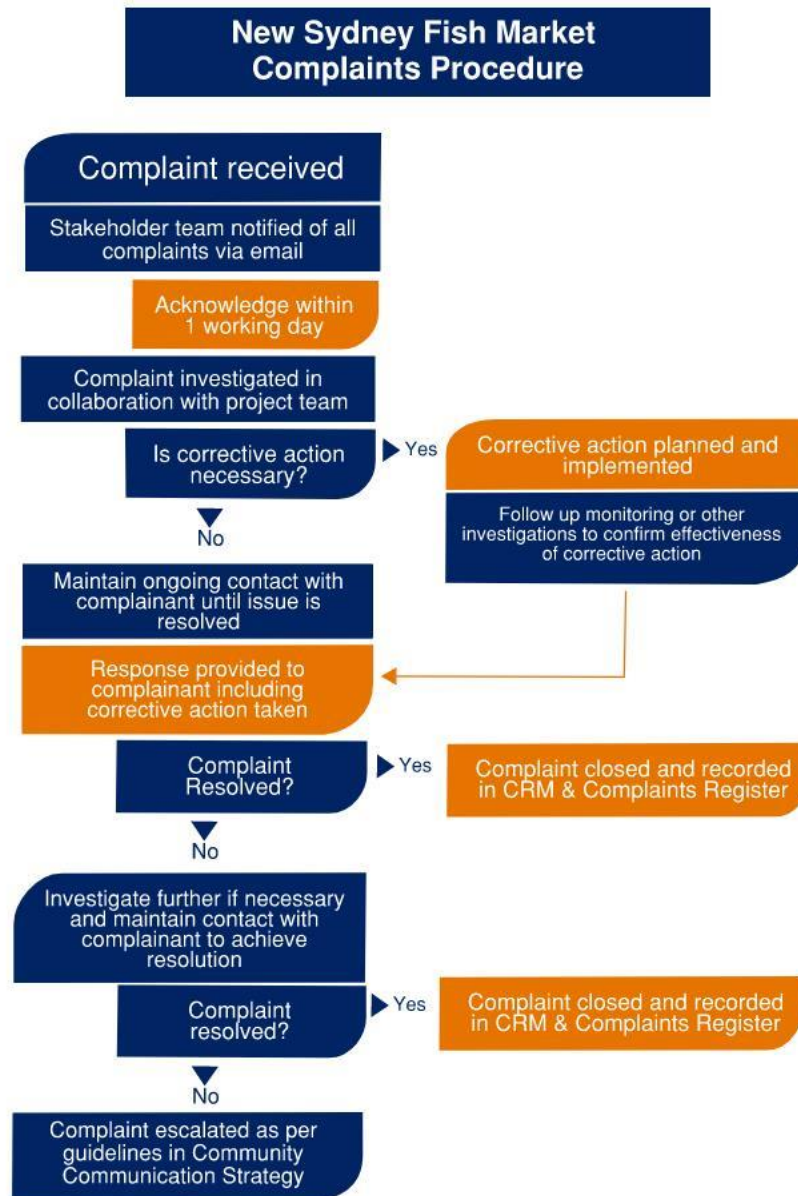 New Sydney Fish Market
Complaints Procedure
Complaint received
Stakeholder team notified of all
complaints via email
Acknowledge within
1 working day
Complaint investigated in
collaboration with project team
Is corrective action
necessary?
Yes
Corrective action planned and
implemented
Follow up monitoring or other
investigations to confirm effectiveness
of corrective action
No
Maintain ongoing contact with
complainant until issue is
resolved
Response provided to
complainant including
corrective action taken
Complaint
Resolved?
Yes
Complaint closed and recorded
in CRM & Complaints Register
No
Investigate further if necessary
and maintain contact with
complainant to achieve
resolution
Complaint
resolved?
Yes
Complaint closed and recorded
in CRM & Complaints Register
No
Complaint escalated as per
guidelines in Community
Communication Strategy